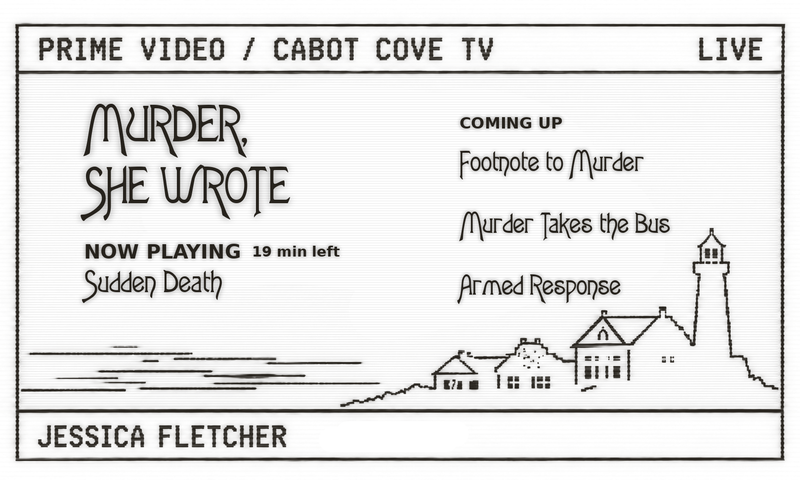 PRIME VIDEO / CABOT COVE TV LIVE
MURDER,
SHE WROTE
NOW PLAYING 19 min left
Sudden Death
COMING UP
Footnote to Murder
Murder Takes the Bus
Armed Response
JESSICA FLETCHER